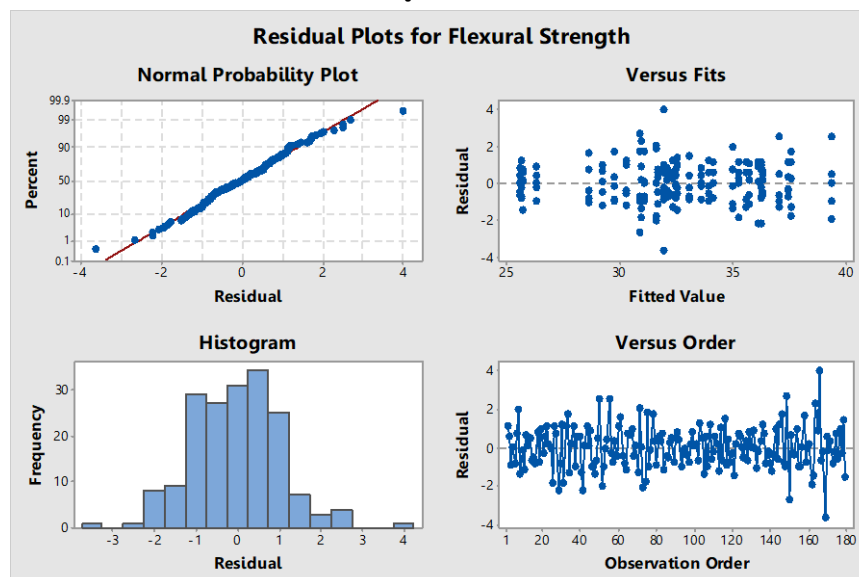 Residual Plots for Flexural Strength
Normal Probability Plot
99.9
99
90
50
10
1
0.1
Percent
-4 -2 0 2 4
Residual
Versus Fits
4
2
0
-2
-4
Residual
25 30 35 40
Fitted Value
Histogram
30
20
10
0
Frequency
-3 -2 -1 0 1 2 3 4
Residual
Versus Order
4
2
0
-2
-4
Residual
1 20 40 60 80 100 120 140 160 180
Observation Order